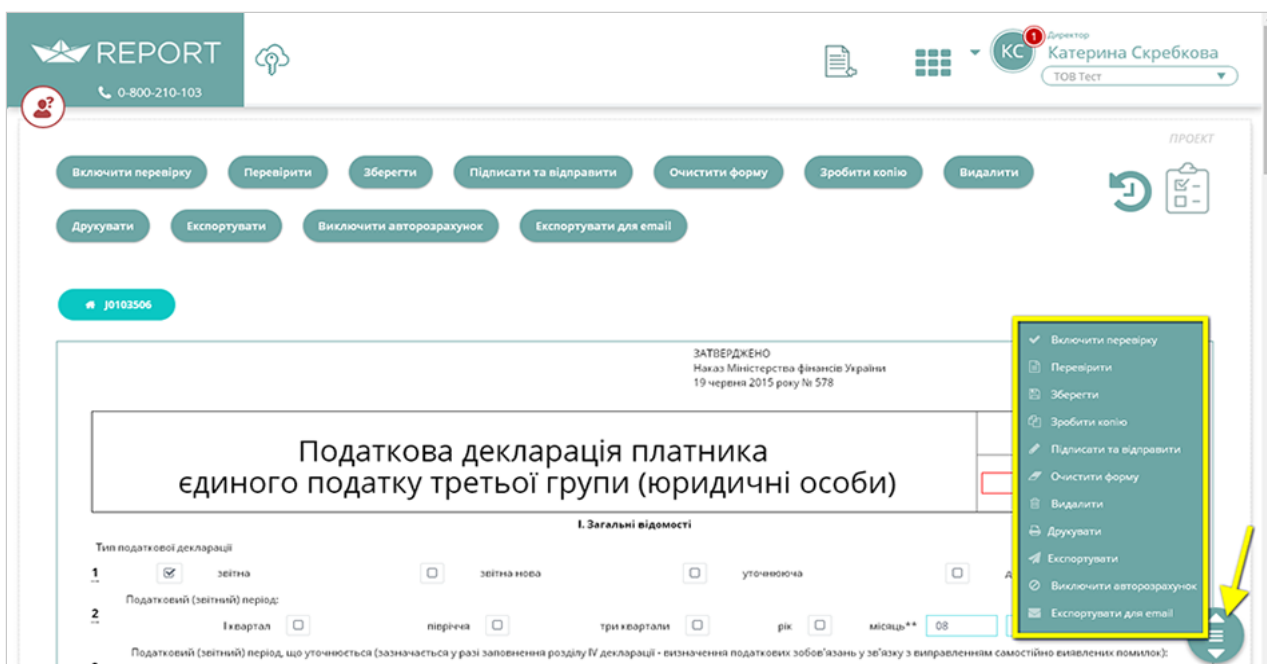 REPORT
0-800-210-103
1
КС
Директор
Катерина Скребкова
ТОВ Тест
ПРОЕКТ
Включити перевірку
Перевірити
Зберегти
Підписати та відправити
Очистити форму
Зробити копію
Видалити
Друкувати
Експортувати
Виключити авторозрахунок
Експортувати для email
J0103506
ЗАТВЕРДЖЕНО
Наказ Міністерства фінансів України
19 червня 2015 року № 578
Податкова декларація платника
єдиного податку третьої групи (юридичні особи)
І. Загальні відомості
Тип податкової декларації
1 звітна звітна нова уточнююча
Податковий (звітний) період:
2 І квартал півріччя три квартали рік місяць** 08
Податковий (звітний) період, що уточнюється (зазначається у разі заповнення розділу IV декларації - визначення податкових зобов'язань у зв'язку з виправленням самостійно виявлених помилок):
Включити перевірку
Перевірити
Зберегти
Зробити копію
Підписати та відправити
Очистити форму
Видалити
Друкувати
Експортувати
Виключити авторозрахунок
Експортувати для email